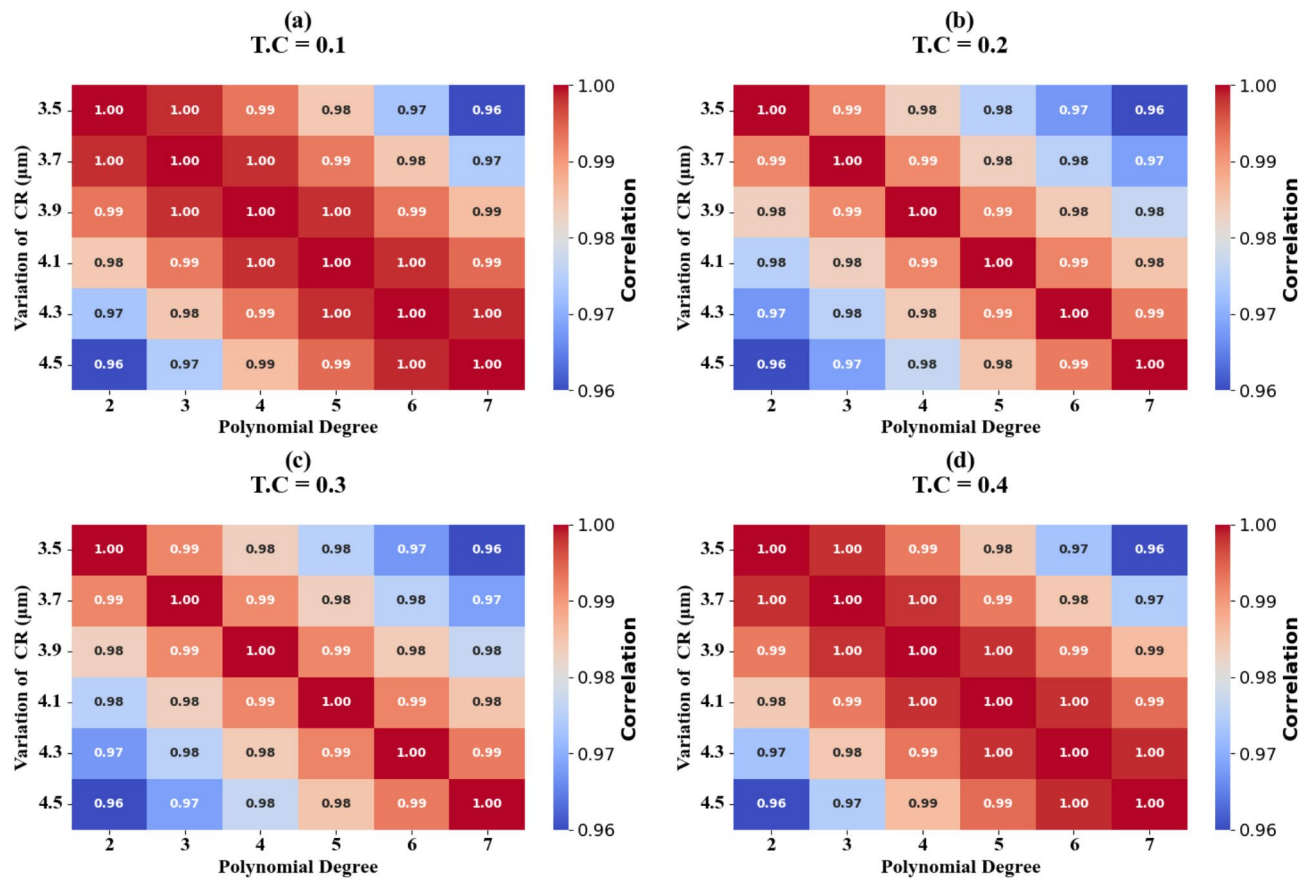 (a)
T.C = 0.1
3.5 1.00 1.00 0.99 0.98 0.97 0.96
3.7 1.00 1.00 1.00 0.99 0.98 0.97
3.9 0.99 1.00 1.00 1.00 0.99 0.99
4.1 0.98 0.99 1.00 1.00 1.00 0.99
4.3 0.97 0.98 0.99 1.00 1.00 1.00
4.5 0.96 0.97 0.99 0.99 1.00 1.00
2 3 4 5 6 7
Polynomial Degree
Variation of CR (µm)
1.00
0.99
0.98
0.97
0.96
Correlation
(b)
T.C = 0.2
3.5 1.00 0.99 0.98 0.98 0.97 0.96
3.7 0.99 1.00 0.99 0.98 0.98 0.97
3.9 0.98 0.99 1.00 0.99 0.98 0.98
4.1 0.98 0.98 0.99 1.00 0.99 0.98
4.3 0.97 0.98 0.98 0.99 1.00 0.99
4.5 0.96 0.97 0.98 0.98 0.99 1.00
2 3 4 5 6 7
Polynomial Degree
Variation of CR (µm)
1.00
0.99
0.98
0.97
0.96
Correlation
(c)
T.C = 0.3
3.5 1.00 0.99 0.98 0.98 0.97 0.96
3.7 0.99 1.00 0.99 0.98 0.98 0.97
3.9 0.98 0.99 1.00 0.99 0.98 0.98
4.1 0.98 0.98 0.99 1.00 0.99 0.98
4.3 0.97 0.98 0.98 0.99 1.00 0.99
4.5 0.96 0.97 0.98 0.98 0.99 1.00
2 3 4 5 6 7
Polynomial Degree
Variation of CR (µm)
1.00
0.99
0.98
0.97
0.96
Correlation
(d)
T.C = 0.4
3.5 1.00 1.00 0.99 0.98 0.97 0.96
3.7 1.00 1.00 1.00 0.99 0.98 0.97
3.9 0.99 1.00 1.00 1.00 0.99 0.99
4.1 0.98 0.99 1.00 1.00 1.00 0.99
4.3 0.97 0.98 0.99 1.00 1.00 1.00
4.5 0.96 0.97 0.99 0.99 1.00 1.00
2 3 4 5 6 7
Polynomial Degree
Variation of CR (µm)
1.00
0.99
0.98
0.97
0.96
Correlation